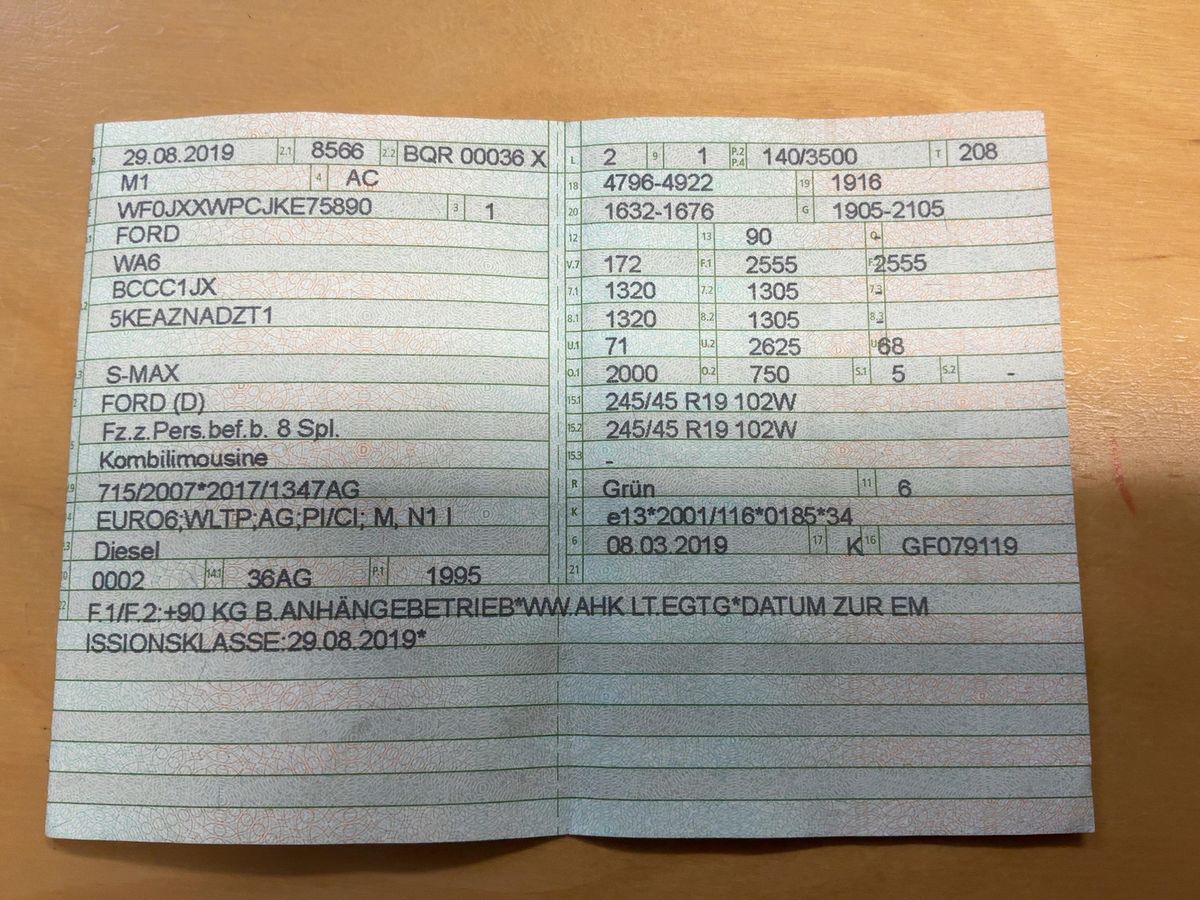 B 29.08.2019 2.1 8566 2.2 BQR 00036 X
M1 4 AC
WF0JXXWPCJKE75890 3 1
FORD
WA6
BCCC1JX
5KEAZNADZT1
S-MAX
FORD (D)
Fz.z.Pers.bef.b. 8 Spl.
Kombilimousine
715/2007*2017/1347AG
EURO6;WLTP;AG;PI/CI; M, N1 I
Diesel
0002 14.1 36AG P.1 1995
L 2 9 1 P.2 P.4 140/3500 T 208
18 4796-4922 19 1916
20 1632-1676 G 1905-2105
12 13 90 Q -
V.7 172 F.1 2555 F.2 2555
7.1 1320 7.2 1305 7.3 -
8.1 1320 8.2 1305 8.3 -
U.1 71 U.2 2625 U.3 68
O.1 2000 O.2 750 S.1 5 S.2 -
15.1 245/45 R19 102W
15.2 245/45 R19 102W
15.3 -
R Grün 11 6
K e13*2001/116*0185*34
6 08.03.2019 17 K 16 GF079119
21
22 F.1/F.2:+90 KG B.ANHÄNGEBETRIEB*WW.AHK LT.EGTG*DATUM ZUR EM
ISSIONSKLASSE:29.08.2019*